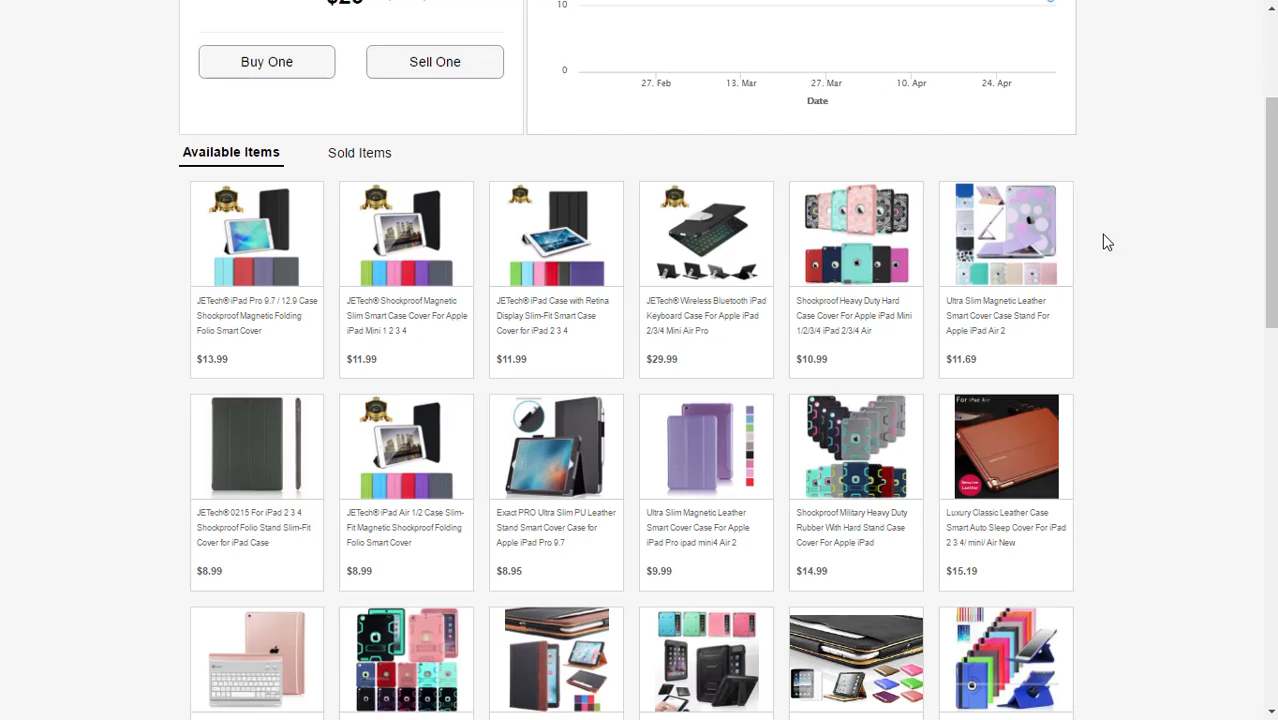 10
Buy One
Sell One
0
27. Feb
13. Mar
27. Mar
10. Apr
24. Apr
Date
Available Items
Sold Items
JETech® iPad Pro 9.7 / 12.9 Case
Shockproof Magnetic Folding
Folio Smart Cover
$13.99
JETech® Shockproof Magnetic
Slim Smart Case Cover For Apple
iPad Mini 1 2 3 4
$11.99
JETech® iPad Case with Retina
Display Slim-Fit Smart Case
Cover for iPad 2 3 4
$11.99
JETech® Wireless Bluetooth iPad
Keyboard Case For Apple iPad
2/3/4 Mini Air Pro
$29.99
Shockproof Heavy Duty Hard
Case Cover For Apple iPad Mini
1/2/3/4 iPad 2/3/4 Air
$10.99
Ultra Slim Magnetic Leather
Smart Cover Case Stand For
Apple iPad Air 2
$11.69
JETech® 0215 For iPad 2 3 4
Shockproof Folio Stand Slim-Fit
Cover for iPad Case
$8.99
JETech® iPad Air 1/2 Case Slim-
Fit Magnetic Shockproof Folding
Folio Smart Cover
$8.99
Exact PRO Ultra Slim PU Leather
Stand Smart Cover Case for
Apple iPad Pro 9.7
$8.95
Ultra Slim Magnetic Leather
Smart Cover Case For Apple
iPad Pro ipad mini4 Air 2
$9.99
Shockproof Military Heavy Duty
Rubber With Hard Stand Case
Cover For Apple iPad
$14.99
For iPad Air
Genuine
Leather
Luxury Classic Leather Case
Smart Auto Sleep Cover For iPad
2 3 4/ mini/ Air New
$15.19